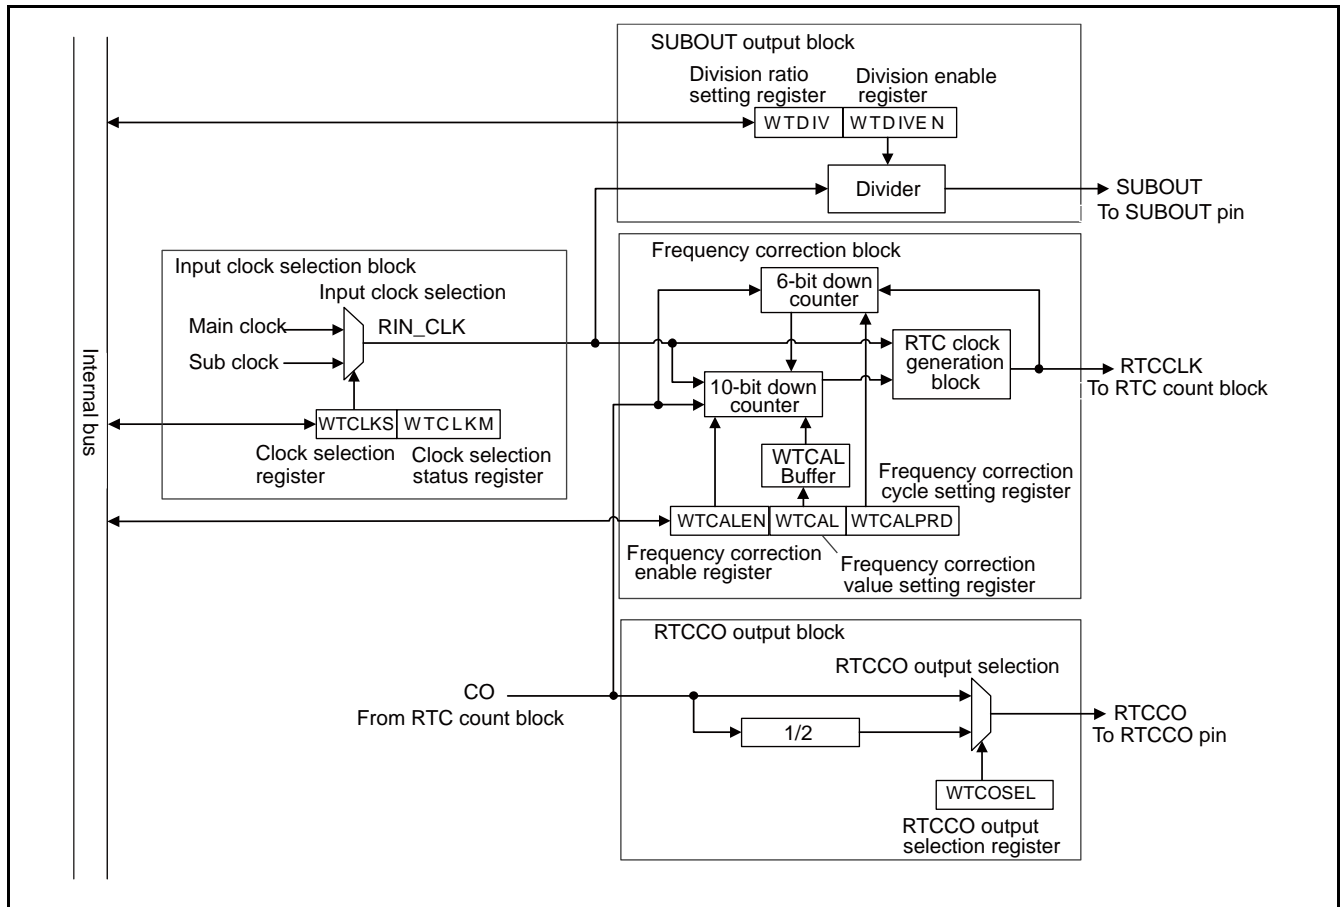 SUBOUT output block
Division ratio
setting register
Division enable
register
WTDIV
WTDIVEN
Divider
SUBOUT
To SUBOUT pin
Internal bus
Input clock selection block
Input clock selection
Main clock
Sub clock
RIN_CLK
WTCLKS
WTCLKM
Clock selection
register
Clock selection
status register
Frequency correction block
6-bit down
counter
10-bit down
counter
RTC clock
generation
block
RTCCLK
To RTC count block
WTCAL
Buffer
Frequency correction
cycle setting register
WTCALEN
WTCAL
WTCALPRD
Frequency correction
enable register
Frequency correction
value setting register
RTCCO output block
RTCCO output selection
CO
From RTC count block
1/2
RTCCO
To RTCCO pin
WTCOSEL
RTCCO output
selection register